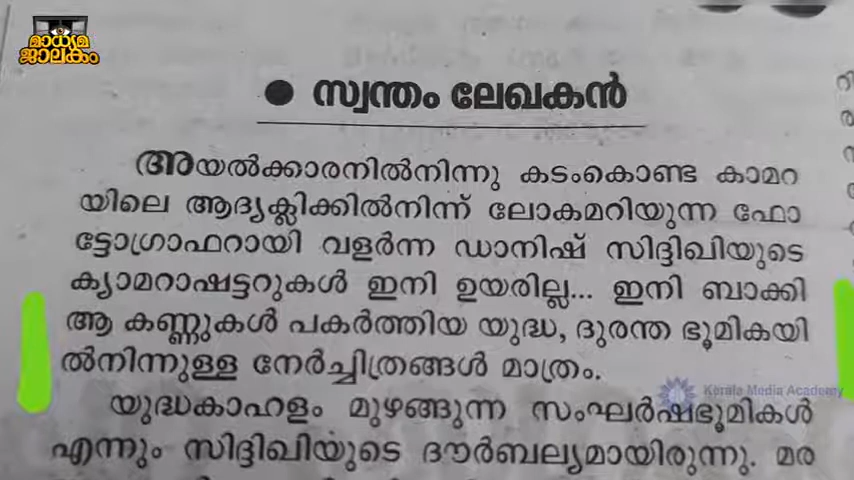 മാധ്യമ
ജാലകം
● സ്വന്തം ലേഖകൻ
അയൽക്കാരനിൽനിന്നു കടംകൊണ്ട കാമറ
യിലെ ആദ്യക്ലിക്കിൽനിന്ന് ലോകമറിയുന്ന ഫോ
ട്ടോഗ്രാഫറായി വളർന്ന ഡാനിഷ് സിദ്ദിഖിയുടെ
ക്യാമറാഷട്ടറുകൾ ഇനി ഉയരില്ല... ഇനി ബാക്കി
ആ കണ്ണുകൾ പകർത്തിയ യുദ്ധ, ദുരന്ത ഭൂമികയി
ൽനിന്നുള്ള നേർച്ചിത്രങ്ങൾ മാത്രം.
Kerala Media Academy
യുദ്ധകാഹളം മുഴങ്ങുന്ന സംഘർഷഭൂമികൾ
എന്നും സിദ്ദിഖിയുടെ ദൗർബല്യമായിരുന്നു. മര